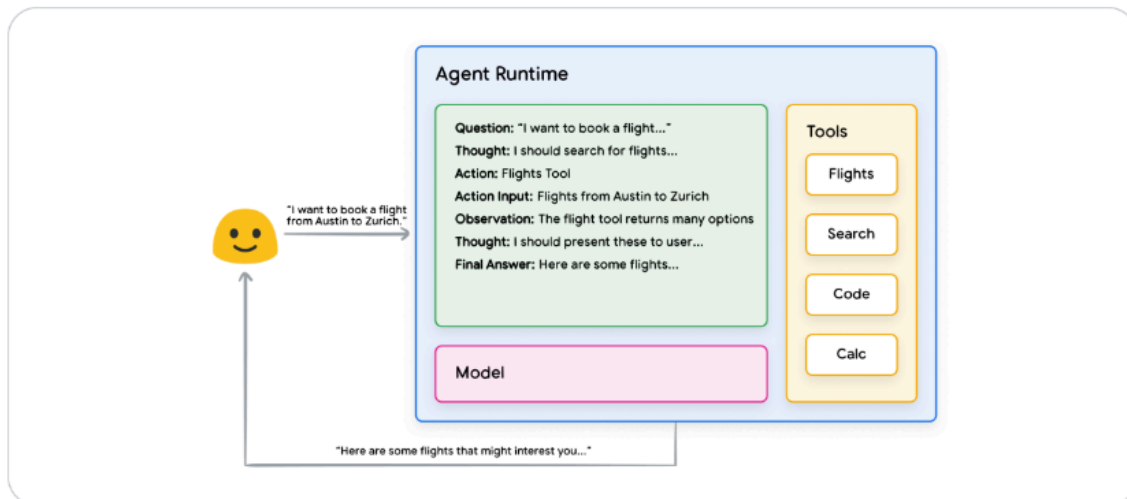 Agent Runtime
Question: "I want to book a flight..."
Thought: I should search for flights...
Action: Flights Tool
Action Input: Flights from Austin to Zurich
Observation: The flight tool returns many options
Thought: I should present these to user...
Final Answer: Here are some flights...
Tools
Flights
Search
Code
Calc
"I want to book a flight
from Austin to Zurich."
Model
"Here are some flights that might interest you..."